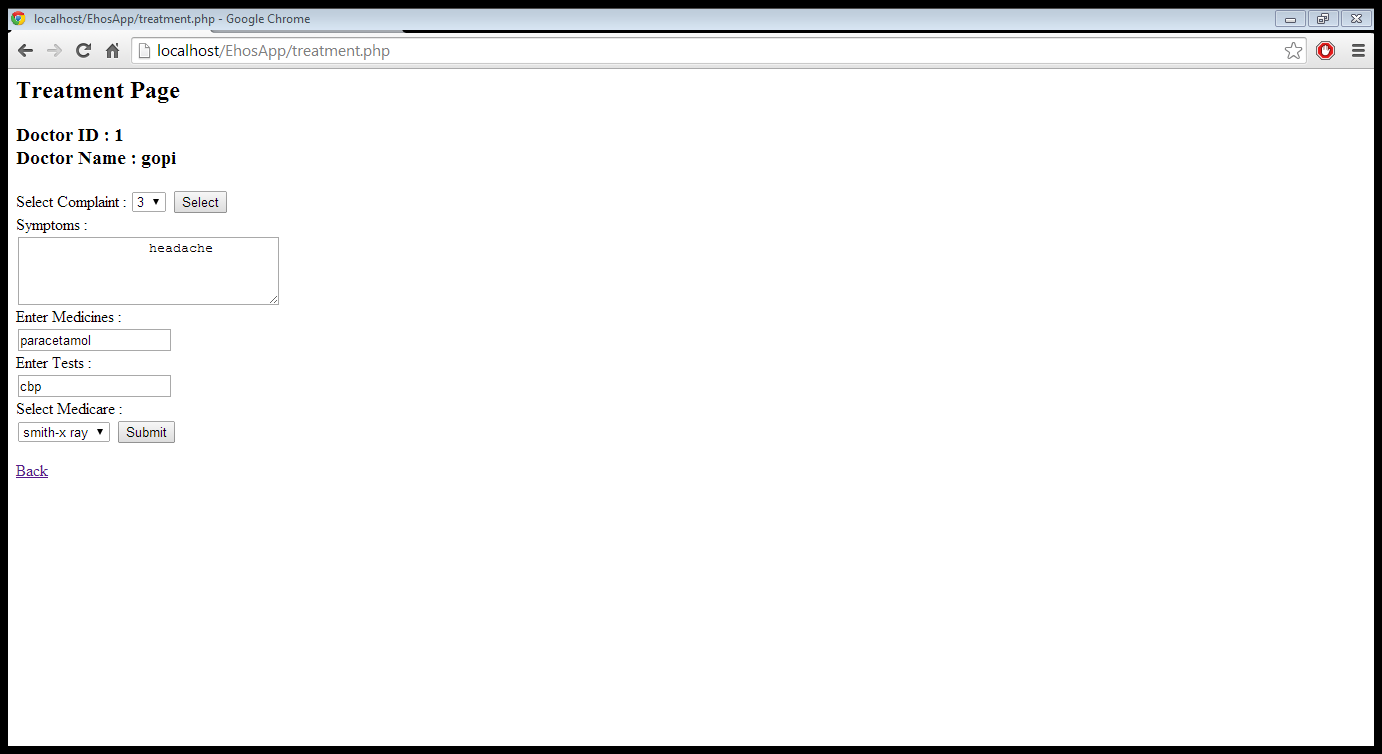 localhost/EhosApp/treatment.php - Google Chrome
localhost/EhosApp/treatment.php
Treatment Page
Doctor ID : 1
Doctor Name : gopi
Select Complaint : 3 Select
Symptoms :
headache
Enter Medicines :
paracetamol
Enter Tests :
cbp
Select Medicare :
smith-x ray Submit
Back